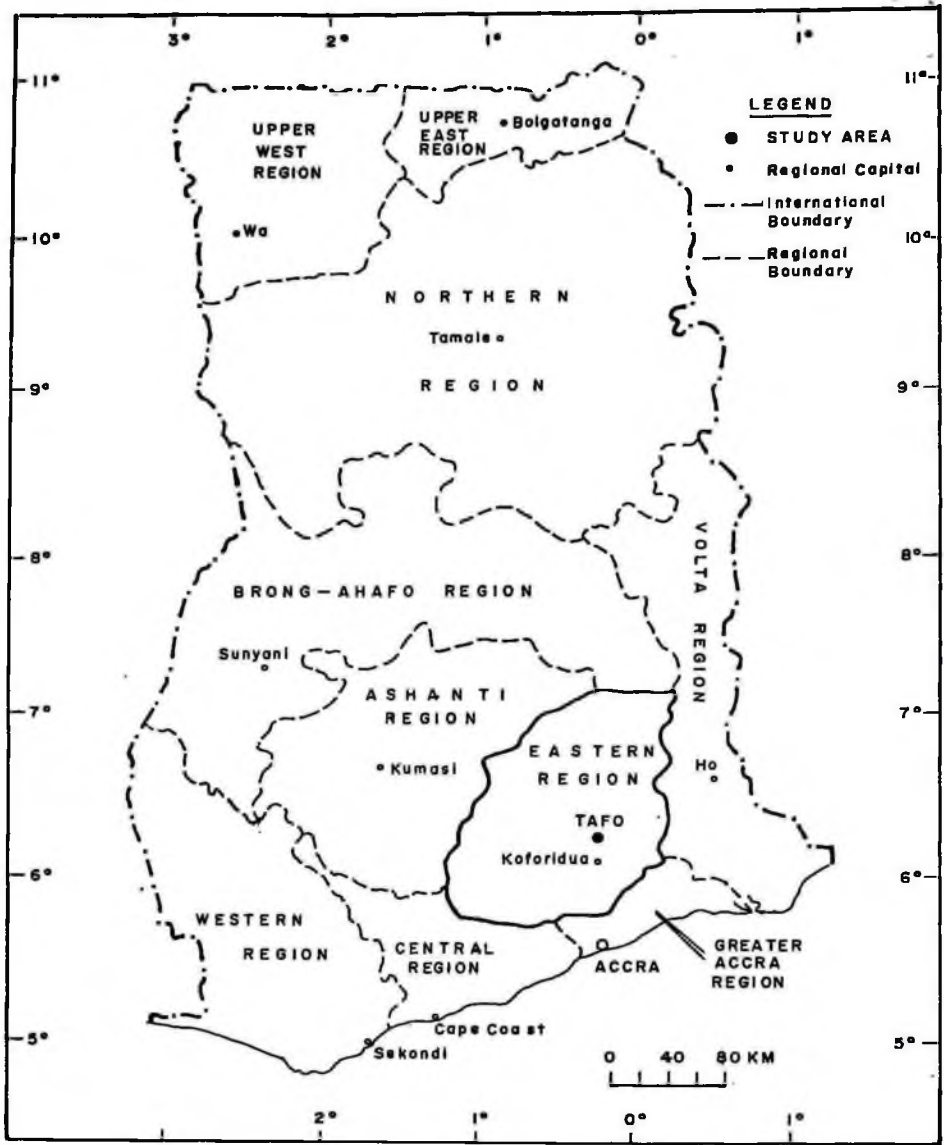 3° 2° 1° 0° 1°
11° 11°
LEGEND
STUDY AREA
Regional Capital
International
Boundary
Regional
Boundary
UPPER
WEST
REGION
UPPER
EAST
REGION
Bolgatanga
Wa
10° 10°
NORTHERN
Tamale
REGION
9° 9°
8° 8°
VOLTA REGION
BRONG-AHAFO REGION
Sunyani
ASHANTI
REGION
7° 7°
Kumasi
EASTERN
REGION
Ho
TAFO
Koforidua
6° 6°
WESTERN
REGION
CENTRAL
REGION
ACCRA
GREATER
ACCRA
REGION
Cape Coast
Sekondi
5° 5°
0 40 80 KM
2° 1° 0° 1°